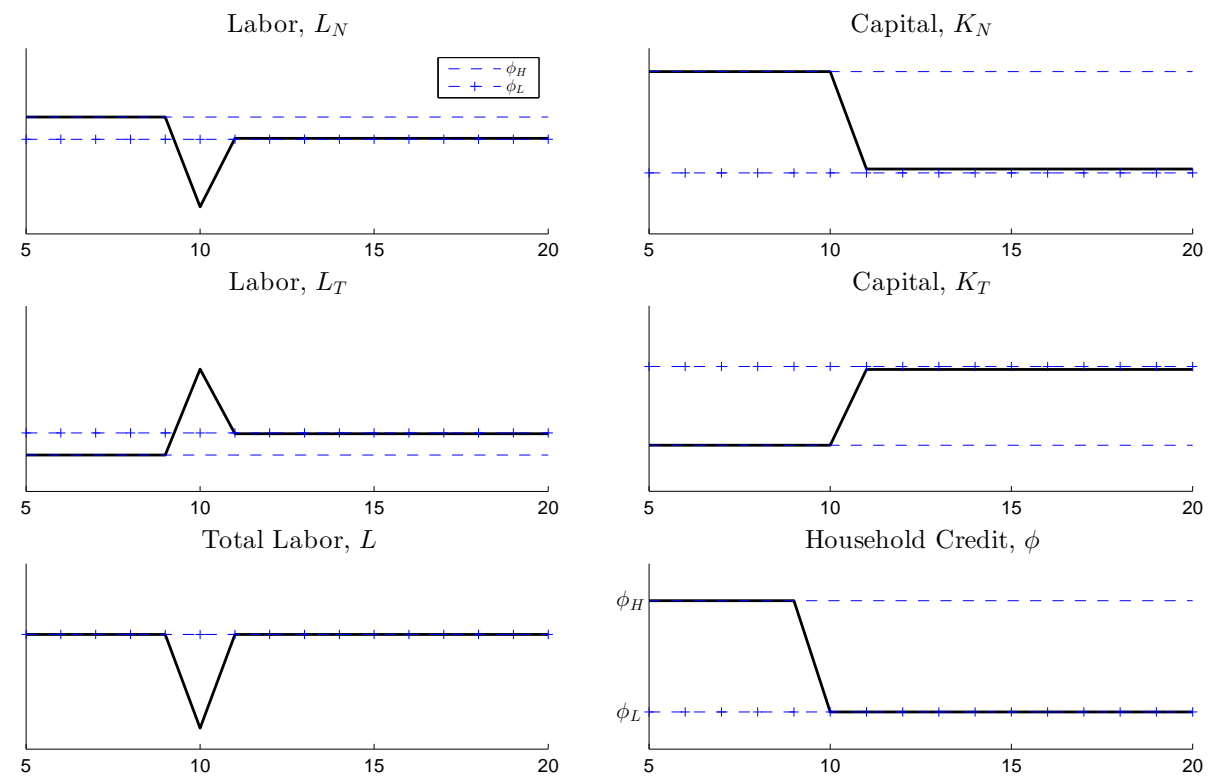 Labor, L_N
ϕ_H
ϕ_L
5 10 15 20
Capital, K_N
5 10 15 20
Labor, L_T
5 10 15 20
Capital, K_T
5 10 15 20
Total Labor, L
5 10 15 20
Household Credit, ϕ
ϕ_H
ϕ_L
5 10 15 20